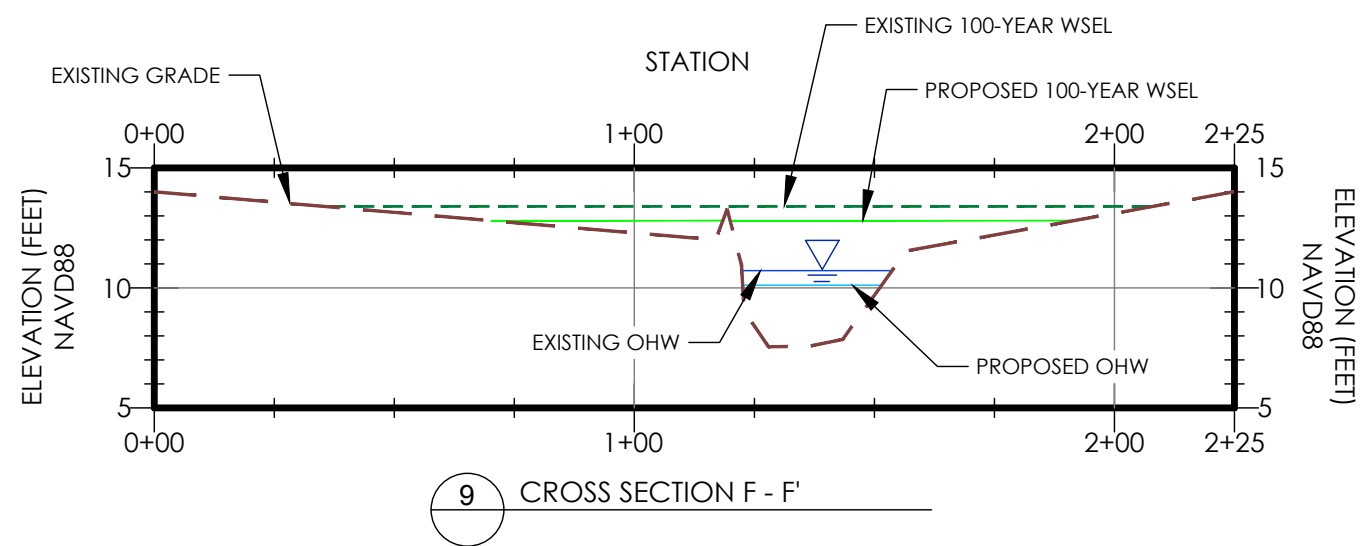 EXISTING 100-YEAR WSEL
STATION
EXISTING GRADE
PROPOSED 100-YEAR WSEL
0+00
1+00
2+00
2+25
15
15
ELEVATION (FEET)
NAVD88
10
10
ELEVATION (FEET)
NAVD88
EXISTING OHW
PROPOSED OHW
5
5
0+00
1+00
2+00
2+25
9
CROSS SECTION F - F'